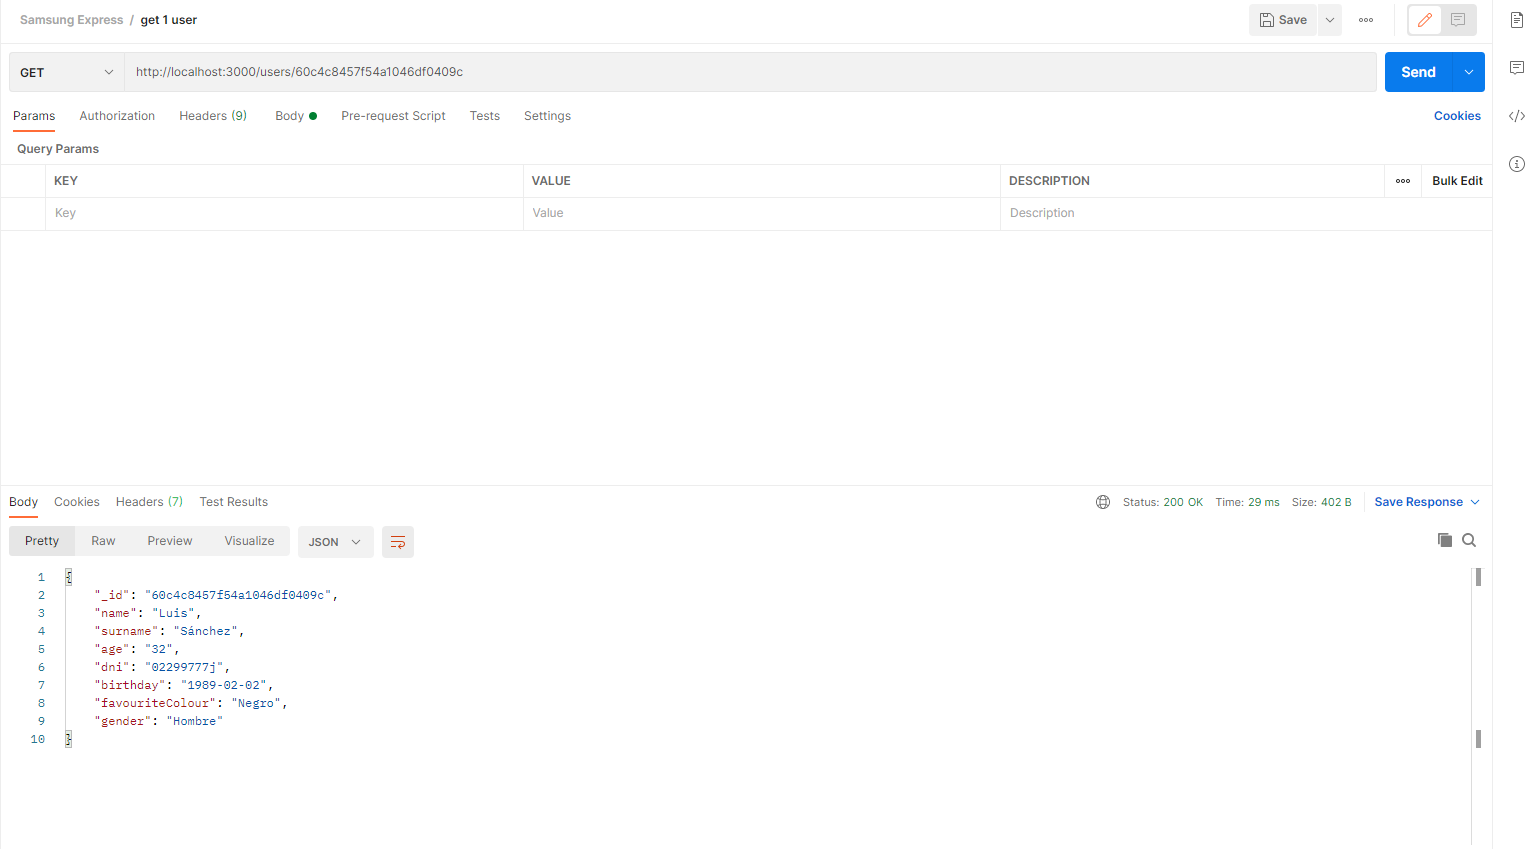 Samsung Express / get 1 user
Save
GET http://localhost:3000/users/60c4c8457f54a1046df0409c Send
Params Authorization Headers (9) Body Pre-request Script Tests Settings Cookies
Query Params
KEY VALUE DESCRIPTION Bulk Edit
Key Value Description
Body Cookies Headers (7) Test Results Status: 200 OK Time: 29 ms Size: 402 B Save Response
Pretty Raw Preview Visualize JSON
1 {
2 "_id": "60c4c8457f54a1046df0409c",
3 "name": "Luis",
4 "surname": "Sánchez",
5 "age": "32",
6 "dni": "02299777j",
7 "birthday": "1989-02-02",
8 "favouriteColour": "Negro",
9 "gender": "Hombre"
10 }